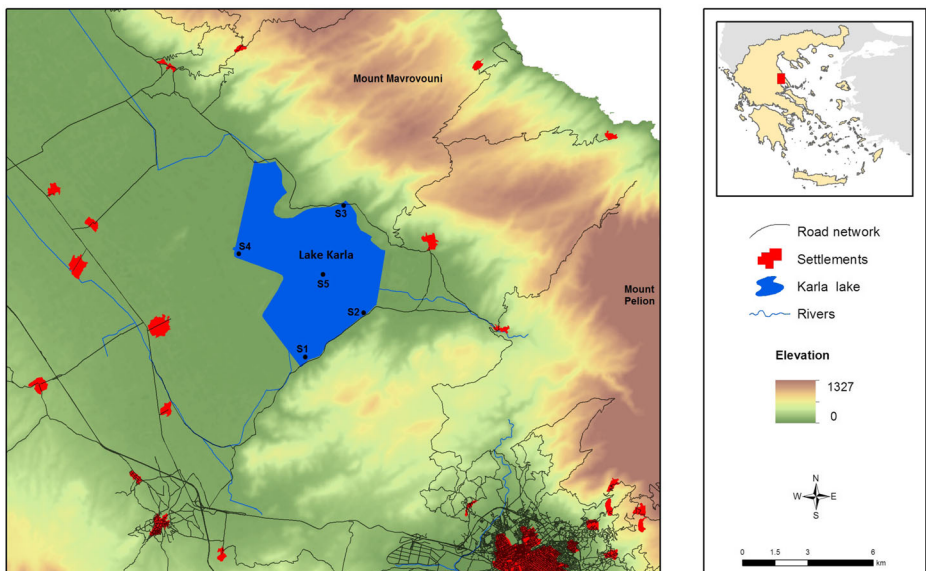 Mount Mavrovouni
S3
S4
Lake Karla
S5
Mount
Pelion
S2
S1
Road network
Settlements
Karla lake
Rivers
Elevation
1327
0
N
W E
S
0 1.5 3 6
km